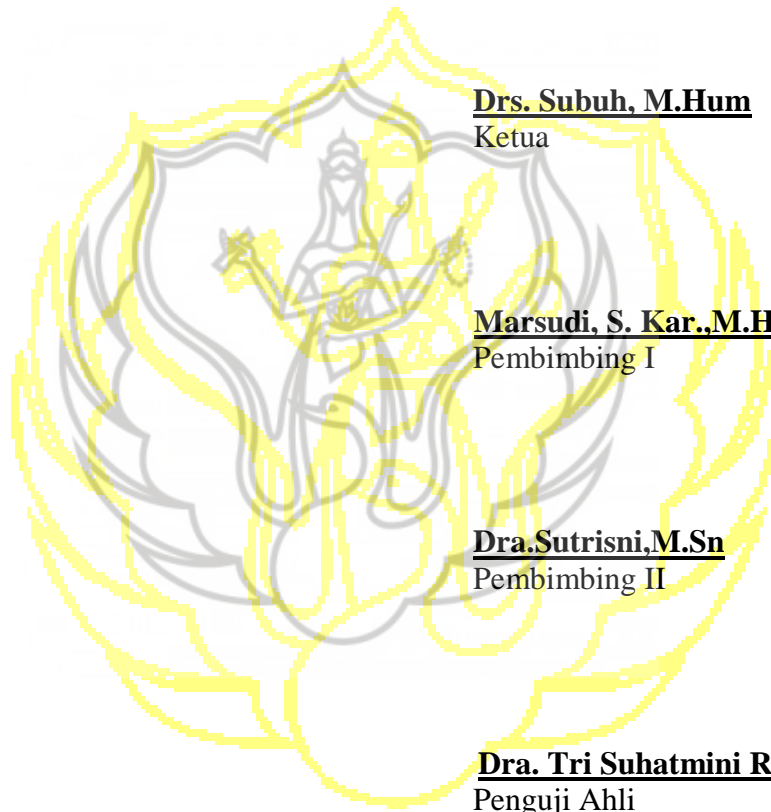 Drs. Subuh, M.Hum
Ketua
Marsudi, S. Kar.,M.H
Pembimbing I
Dra.Sutrisni,M.Sn
Pembimbing II
Dra. Tri Suhatmini R
Penguji Ahli